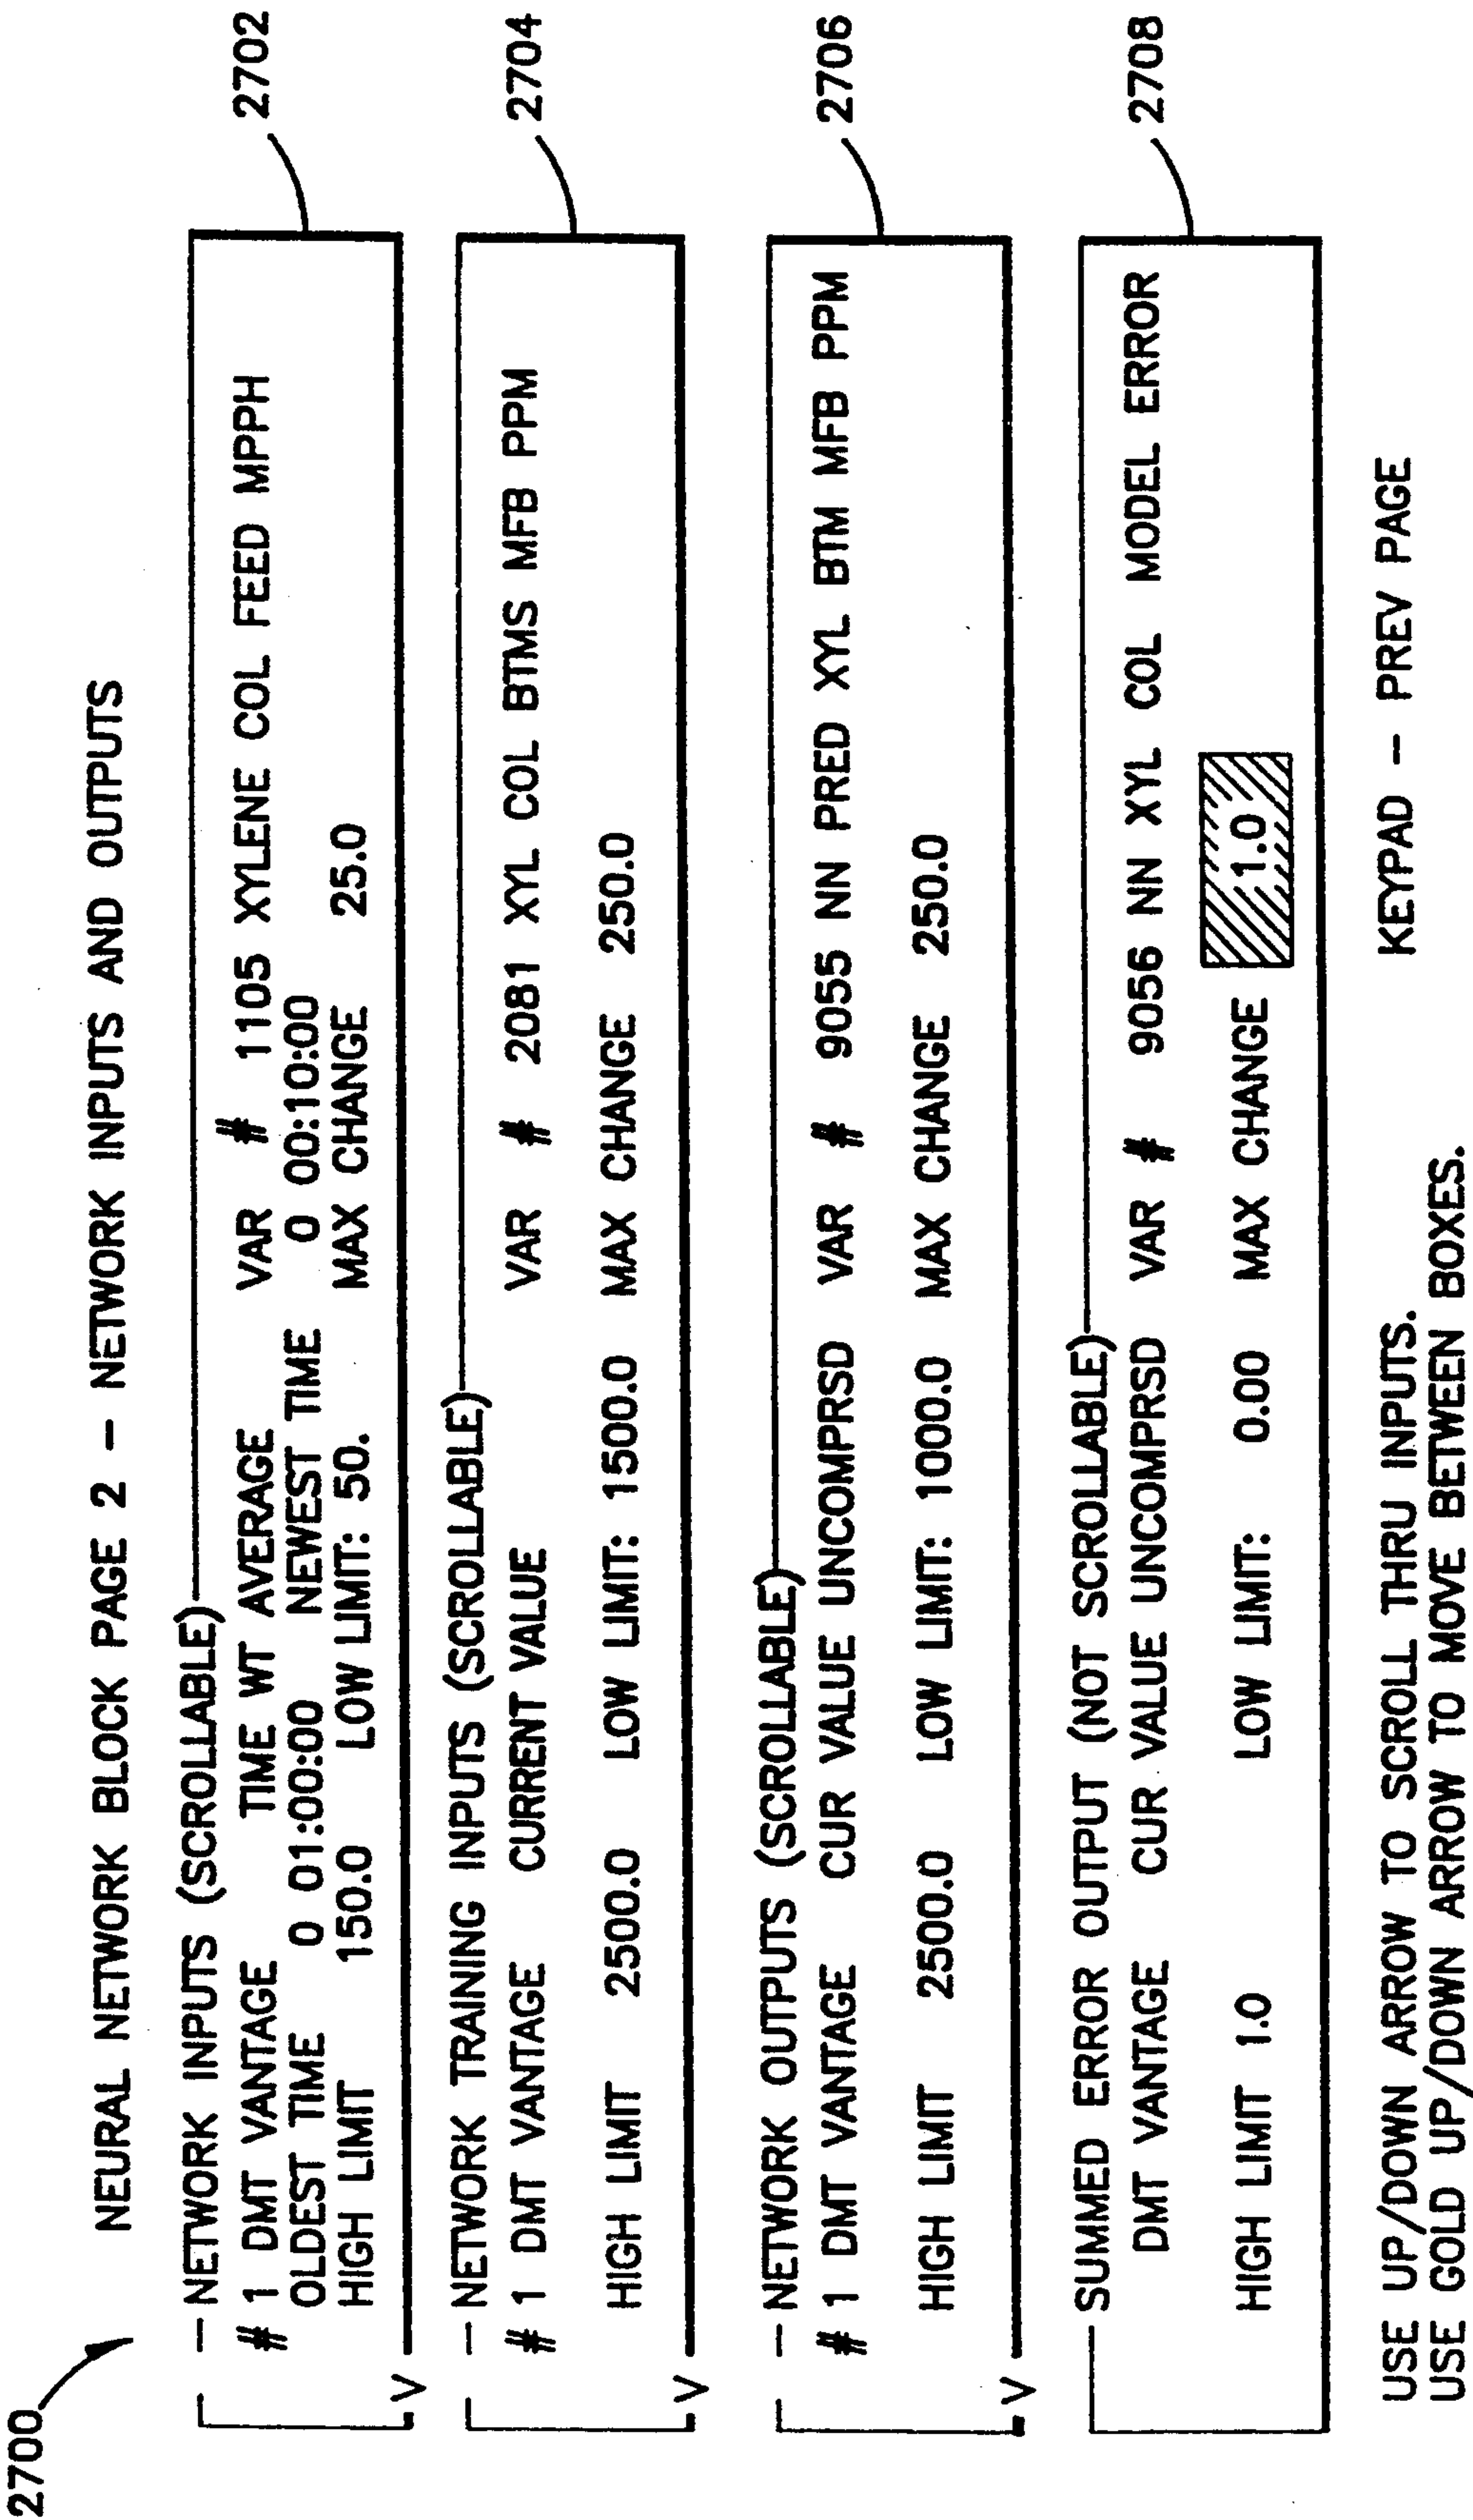 2700
NEURAL NETWORK BLOCK PAGE 2 — NETWORK INPUTS AND OUTPUTS
NETWORK INPUTS (SCROLLABLE)
# 1 DMT VANTAGE TIME WT AVERAGE VAR # 1105 XYLENE COL FEED MPPH
OLDEST TIME 0 01:00:00 NEWEST TIME 0 00:10:00
HIGH LIMIT 150.0 LOW LIMIT: 50. MAX CHANGE 25.0
V
2702
NETWORK TRAINING INPUTS (SCROLLABLE)
# 1 DMT VANTAGE CURRENT VALUE VAR # 2081 XYL COL BTMS MFB PPM
HIGH LIMIT 2500.0 LOW LIMIT: 1500.0 MAX CHANGE 250.0
V
2704
NETWORK OUTPUTS (SCROLLABLE)
# 1 DMT VANTAGE CUR VALUE UNCOMPRSD VAR # 9055 NN PRED XYL BTM MFB PPM
HIGH LIMIT 2500.0 LOW LIMIT: 1000.0 MAX CHANGE 250.0
V
2706
SUMMED ERROR OUTPUT (NOT SCROLLABLE)
DMT VANTAGE CUR VALUE UNCOMPRSD VAR # 9056 NN XYL COL MODEL ERROR
HIGH LIMIT 1.0 LOW LIMIT: 0.00 MAX CHANGE 1.0
2708
USE UP/DOWN ARROW TO SCROLL THRU INPUTS. KEYPAD — PREV PAGE
USE GOLD UP/DOWN ARROW TO MOVE BETWEEN BOXES.